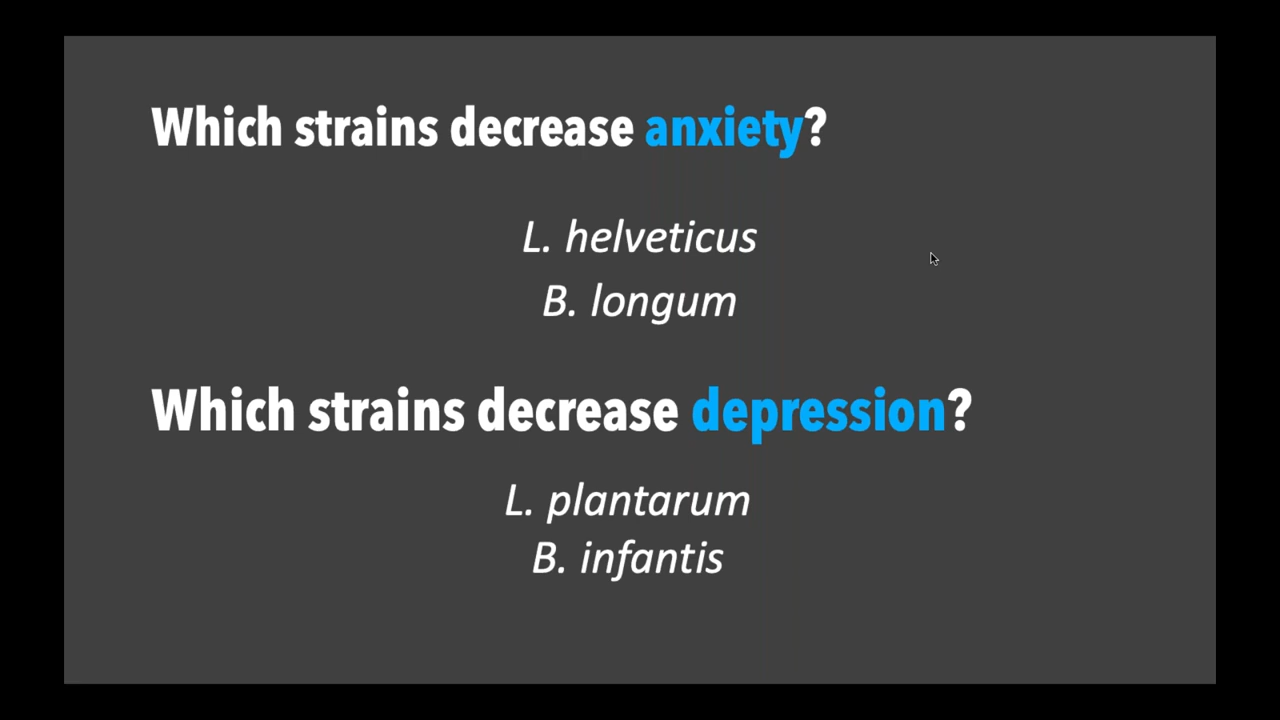 Which strains decrease anxiety?
L. helveticus
B. longum
Which strains decrease depression?
L. plantarum
B. infantis